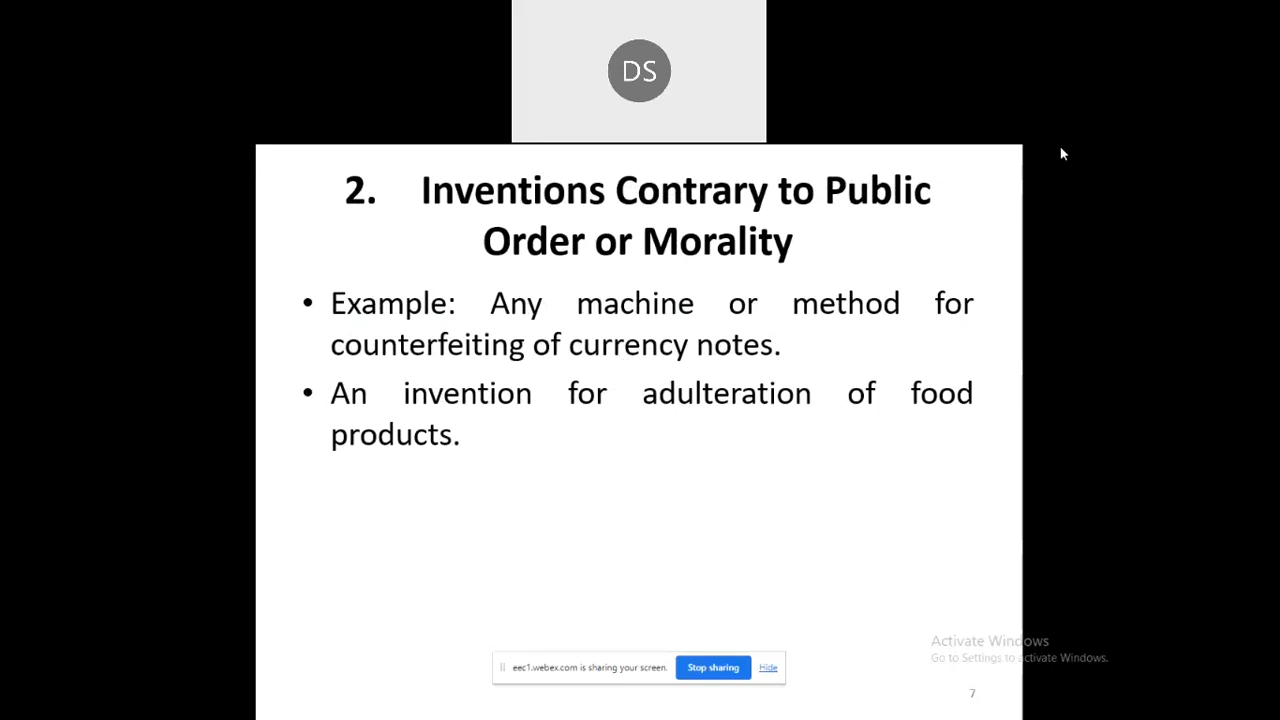 DS
2. Inventions Contrary to Public
Order or Morality
• Example: Any machine or method for
counterfeiting of currency notes.
• An invention for adulteration of food
products.
Activate Windows
Go to Settings to activate Windows.
eec1.webex.com is sharing your screen. Stop sharing Hide
7